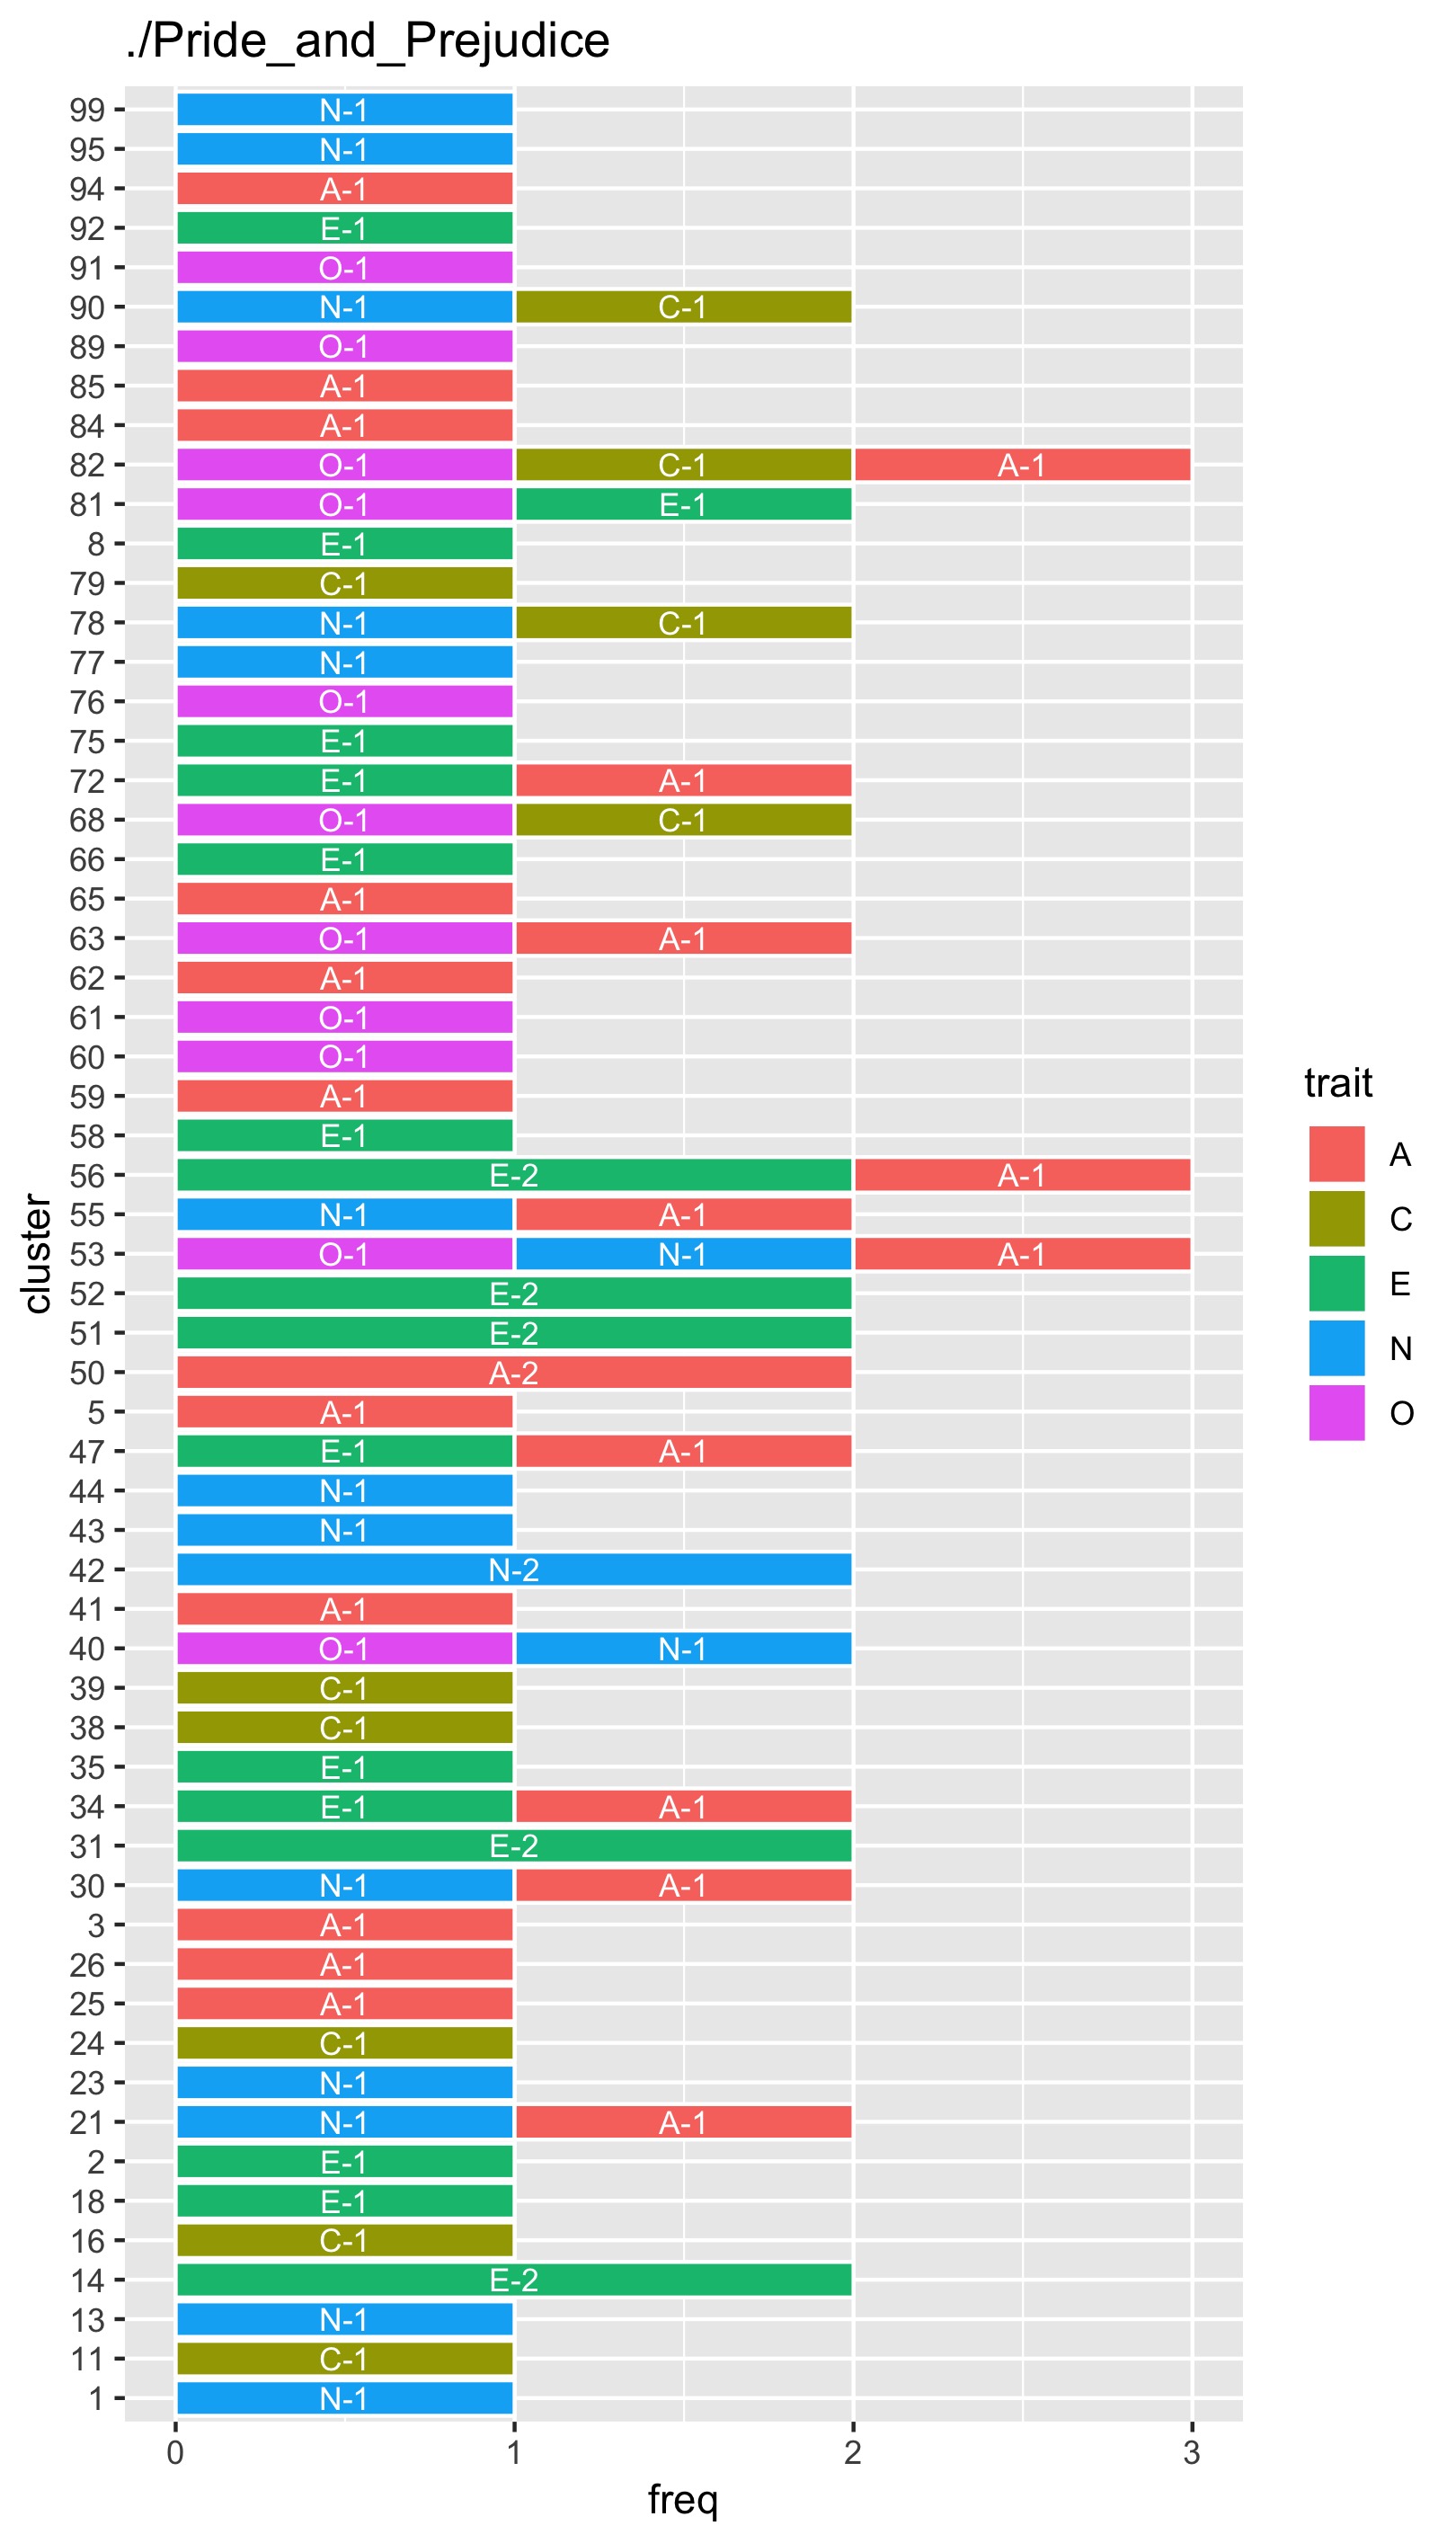 ./Pride_and_Prejudice
99 N-1
95 N-1
94 A-1
92 E-1
91 O-1
90 N-1 C-1
89 O-1
85 A-1
84 A-1
82 O-1 C-1 A-1
81 O-1 E-1
8 E-1
79 C-1
78 N-1 C-1
77 N-1
76 O-1
75 E-1
72 E-1 A-1
68 O-1 C-1
66 E-1
65 A-1
63 O-1 A-1
62 A-1
61 O-1
60 O-1
59 A-1
58 E-1
56 E-2 A-1
55 N-1 A-1
53 O-1 N-1 A-1
52 E-2
51 E-2
50 A-2
5 A-1
47 E-1 A-1
44 N-1
43 N-1
42 N-2
41 A-1
40 O-1 N-1
39 C-1
38 C-1
35 E-1
34 E-1 A-1
31 E-2
30 N-1 A-1
3 A-1
26 A-1
25 A-1
24 C-1
23 N-1
21 N-1 A-1
2 E-1
18 E-1
16 C-1
14 E-2
13 N-1
11 C-1
1 N-1
0 1 2 3
freq
cluster
trait
A
C
E
N
O